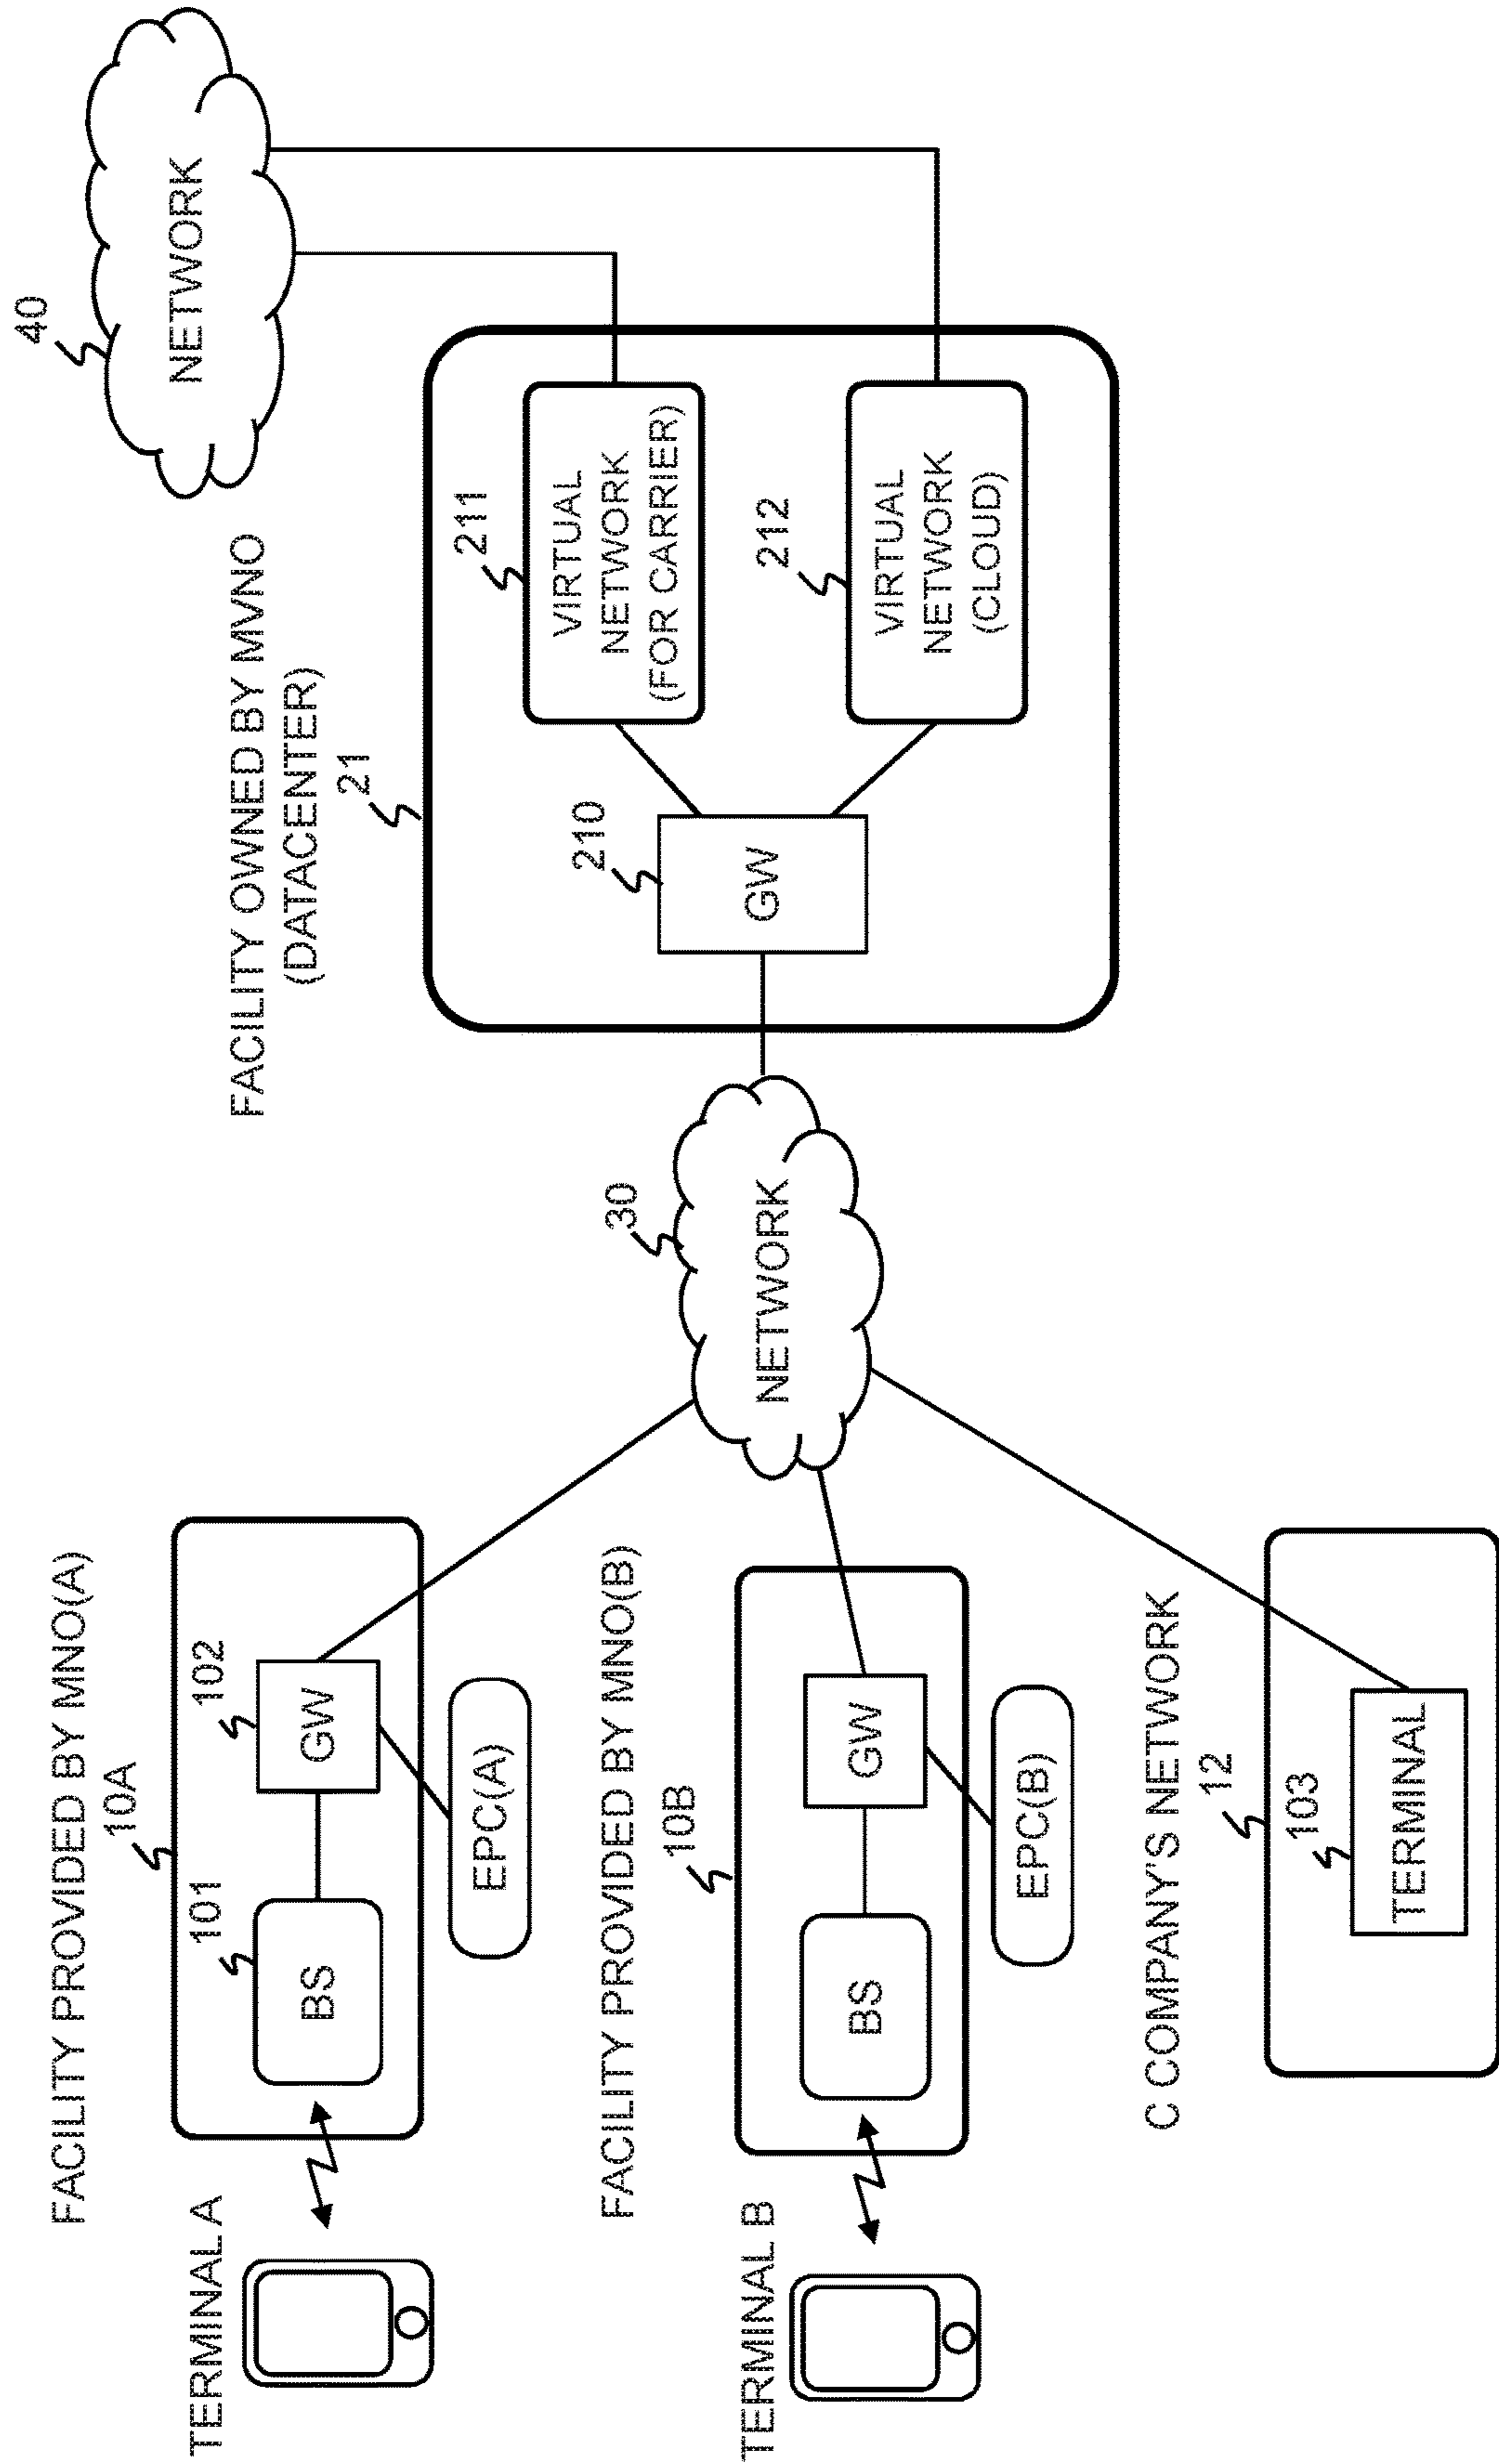 FACILITY PROVIDED BY MNO(A)
10A
TERMINAL A
101
BS
102
GW
EPC(A)
FACILITY PROVIDED BY MNO(B)
10B
TERMINAL B
BS
GW
EPC(B)
C COMPANY'S NETWORK
12
103
TERMINAL
30
NETWORK
FACILITY OWNED BY MVNO
(DATACENTER)
21
210
GW
211
VIRTUAL
NETWORK
(FOR CARRIER)
212
VIRTUAL
NETWORK
(CLOUD)
40
NETWORK